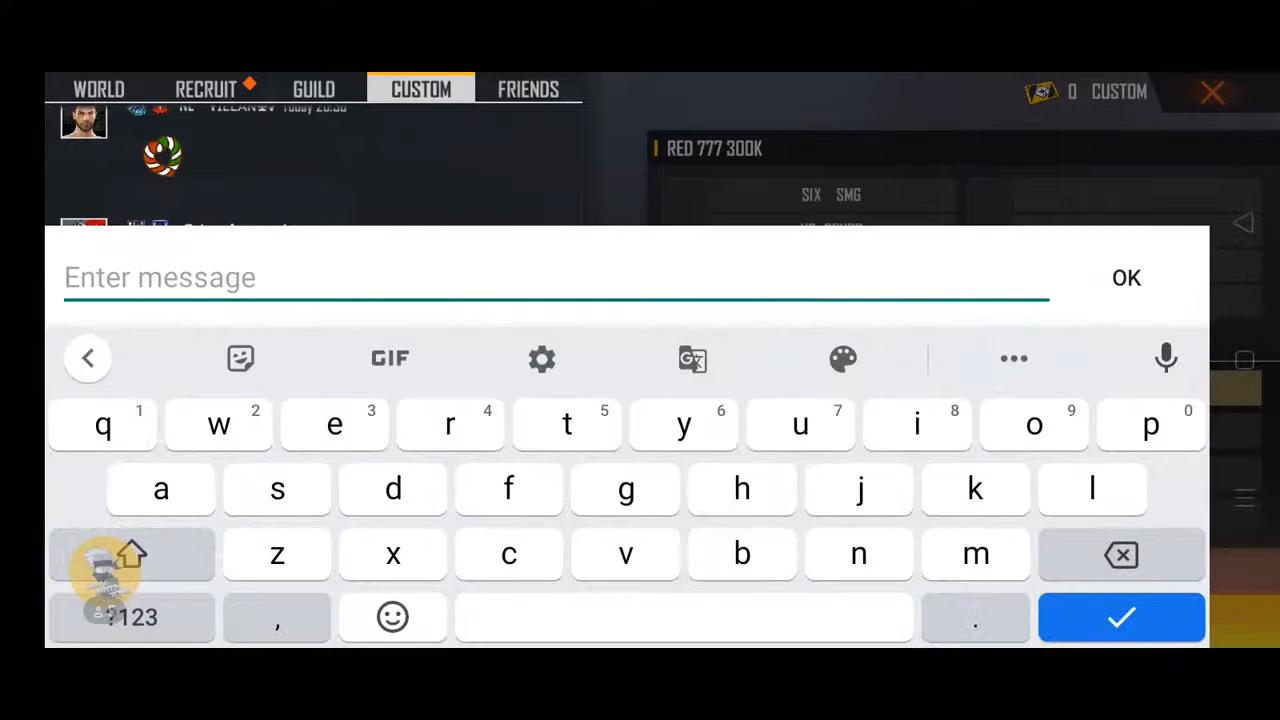 WORLD RECRUIT GUILD CUSTOM FRIENDS 0 CUSTOM
Today
RED 777 300K
SIX SMG
Enter message OK
GIF
q 1 w 2 e 3 r 4 t 5 y 6 u 7 i 8 o 9 p 0
a s d f g h j k l
z x c v b n m
?123 , .